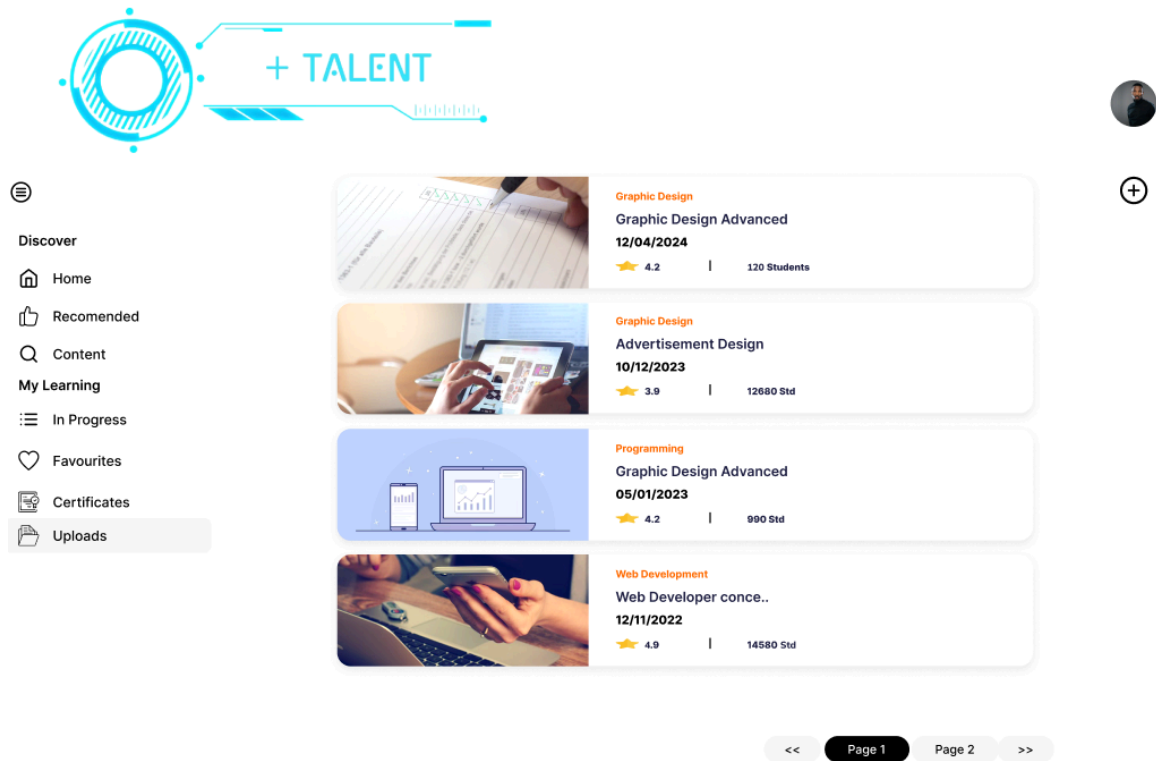 + TALENT
Discover
Home
Recomended
Content
My Learning
In Progress
Favourites
Certificates
Uploads
Graphic Design
Graphic Design Advanced
12/04/2024
4.2 | 120 Students
Graphic Design
Advertisement Design
10/12/2023
3.9 | 12680 Std
Programming
Graphic Design Advanced
05/01/2023
4.2 | 990 Std
Web Development
Web Developer conce..
12/11/2022
4.9 | 14580 Std
<< Page 1 Page 2 >>